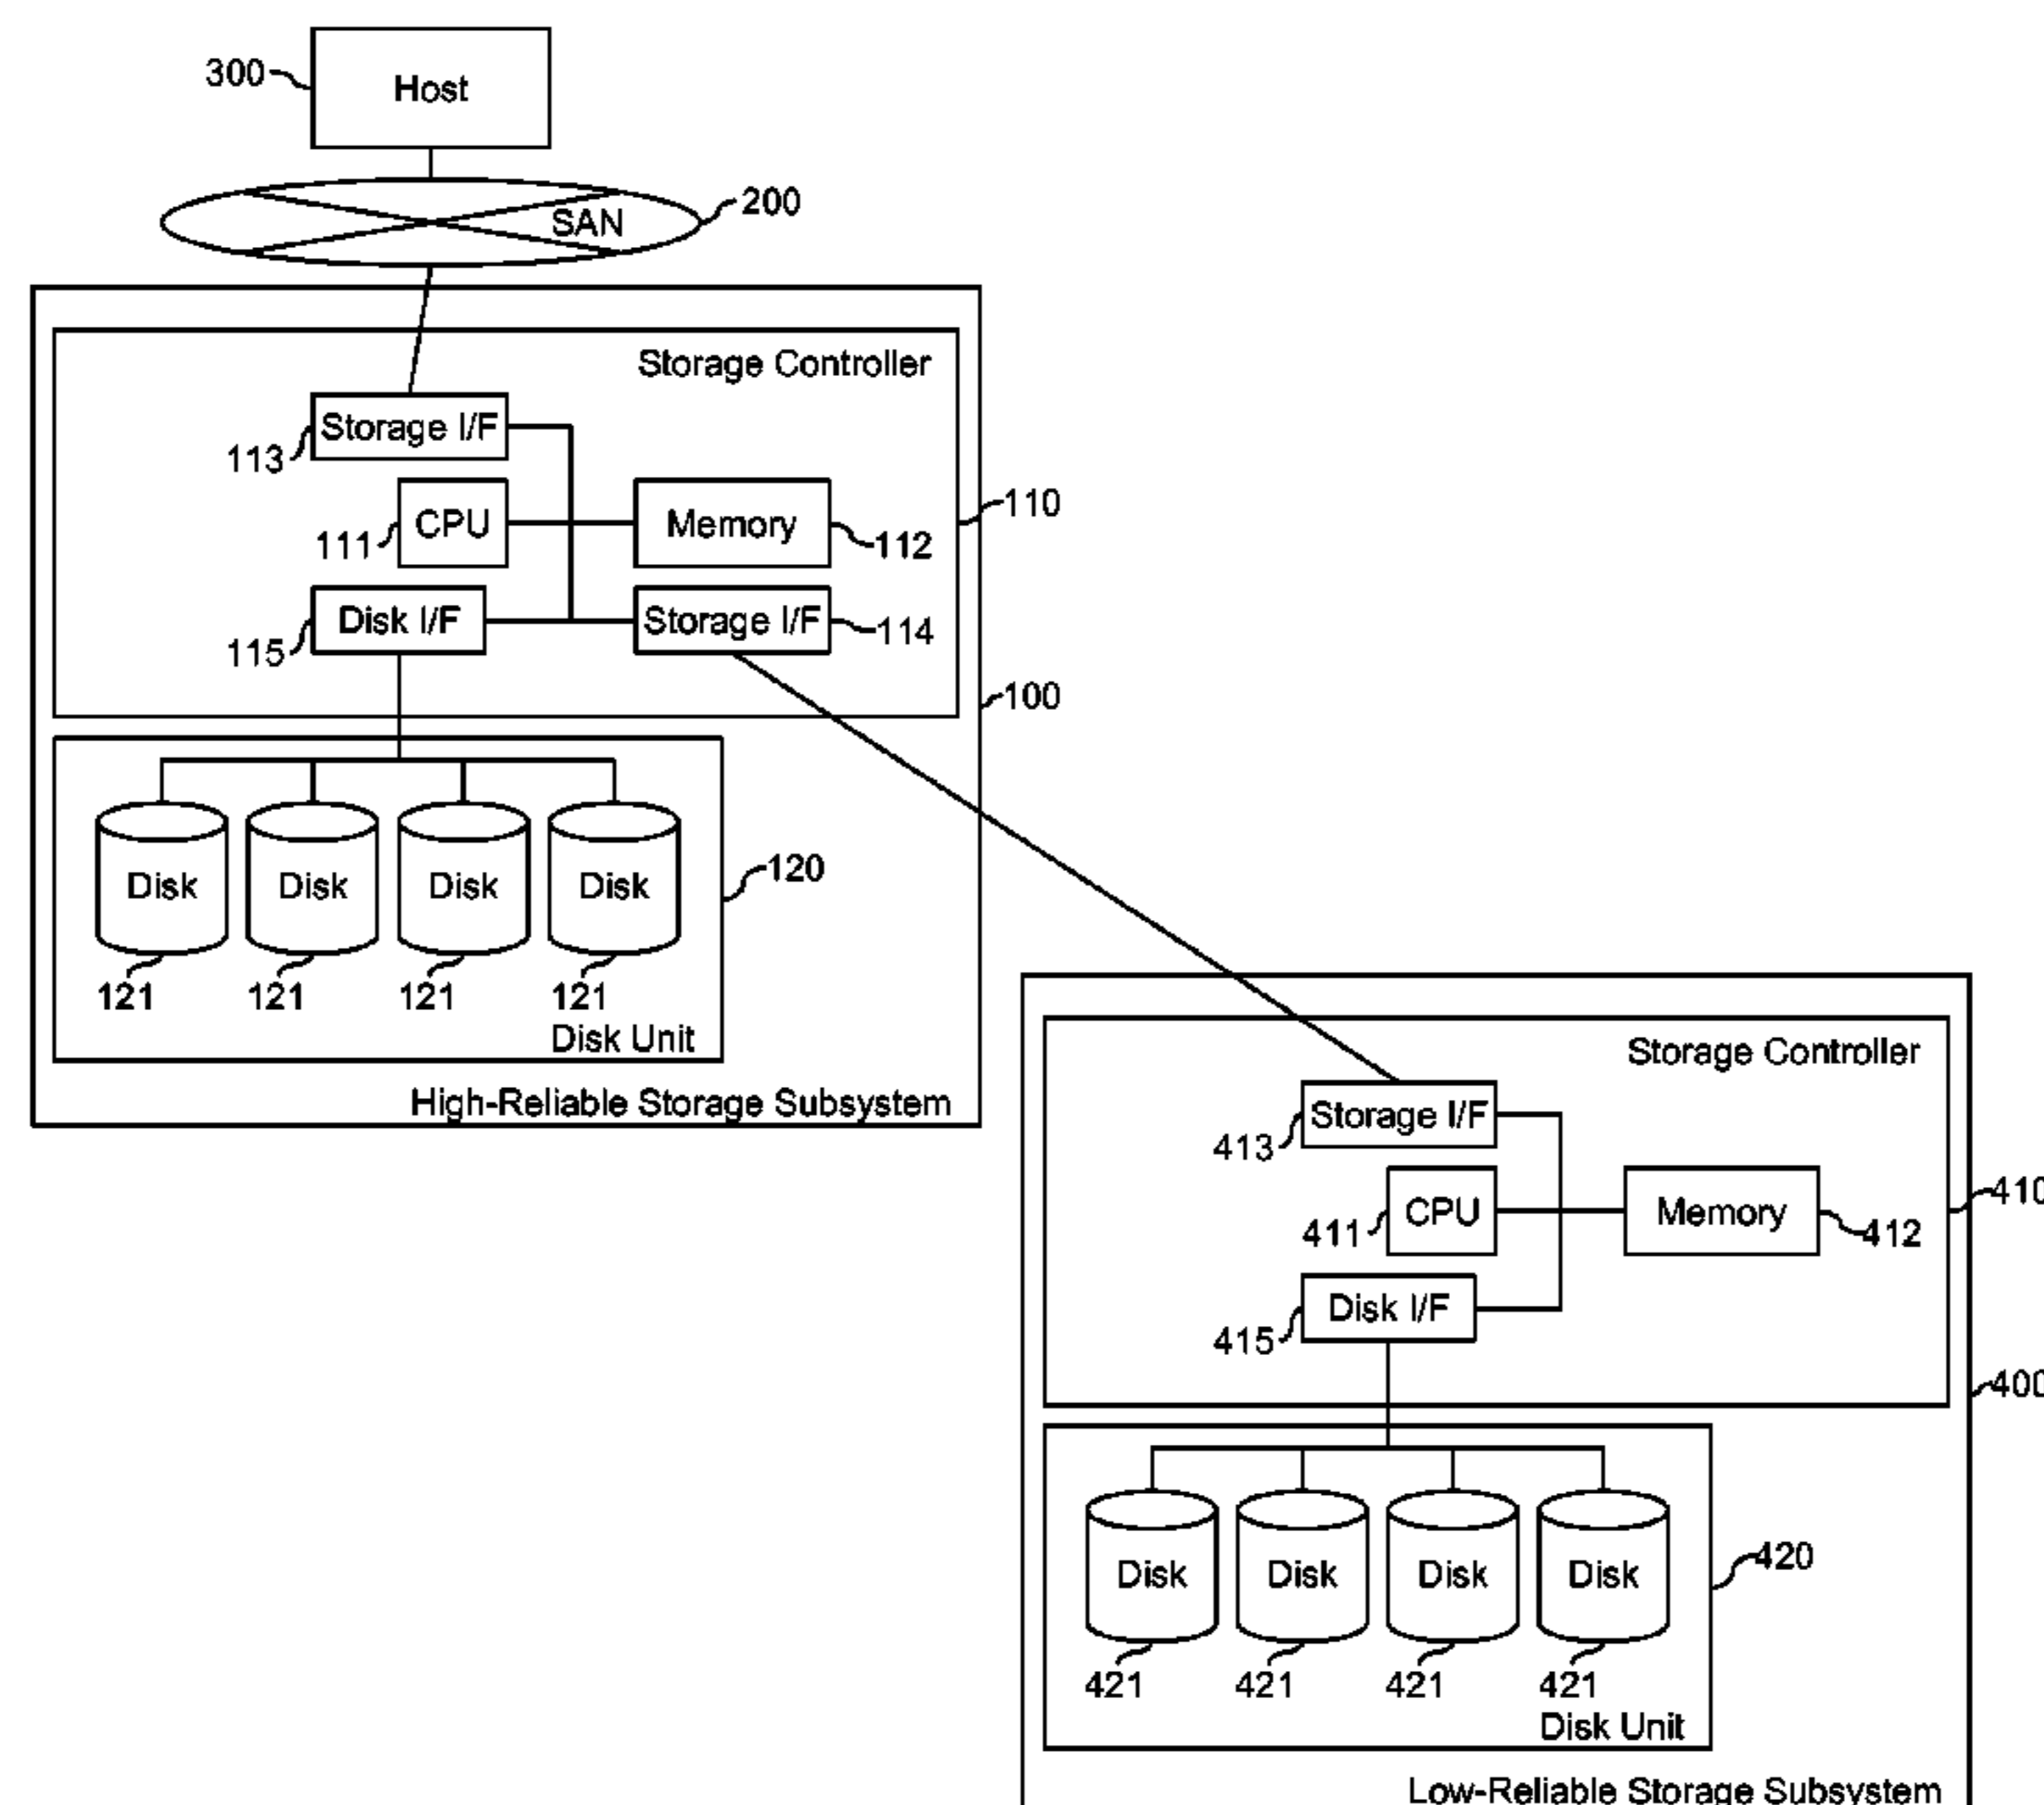 300
Host
SAN
200
Storage Controller
Storage I/F
113
CPU
111
Memory
112
110
Disk I/F
115
Storage I/F
114
100
Disk Disk Disk Disk
120
121 121 121 121
Disk Unit
High-Reliable Storage Subsystem
Storage Controller
Storage I/F
413
CPU
411
Memory
412
410
Disk I/F
415
400
Disk Disk Disk Disk
420
421 421 421 421
Disk Unit
Low-Reliable Storage Subsystem